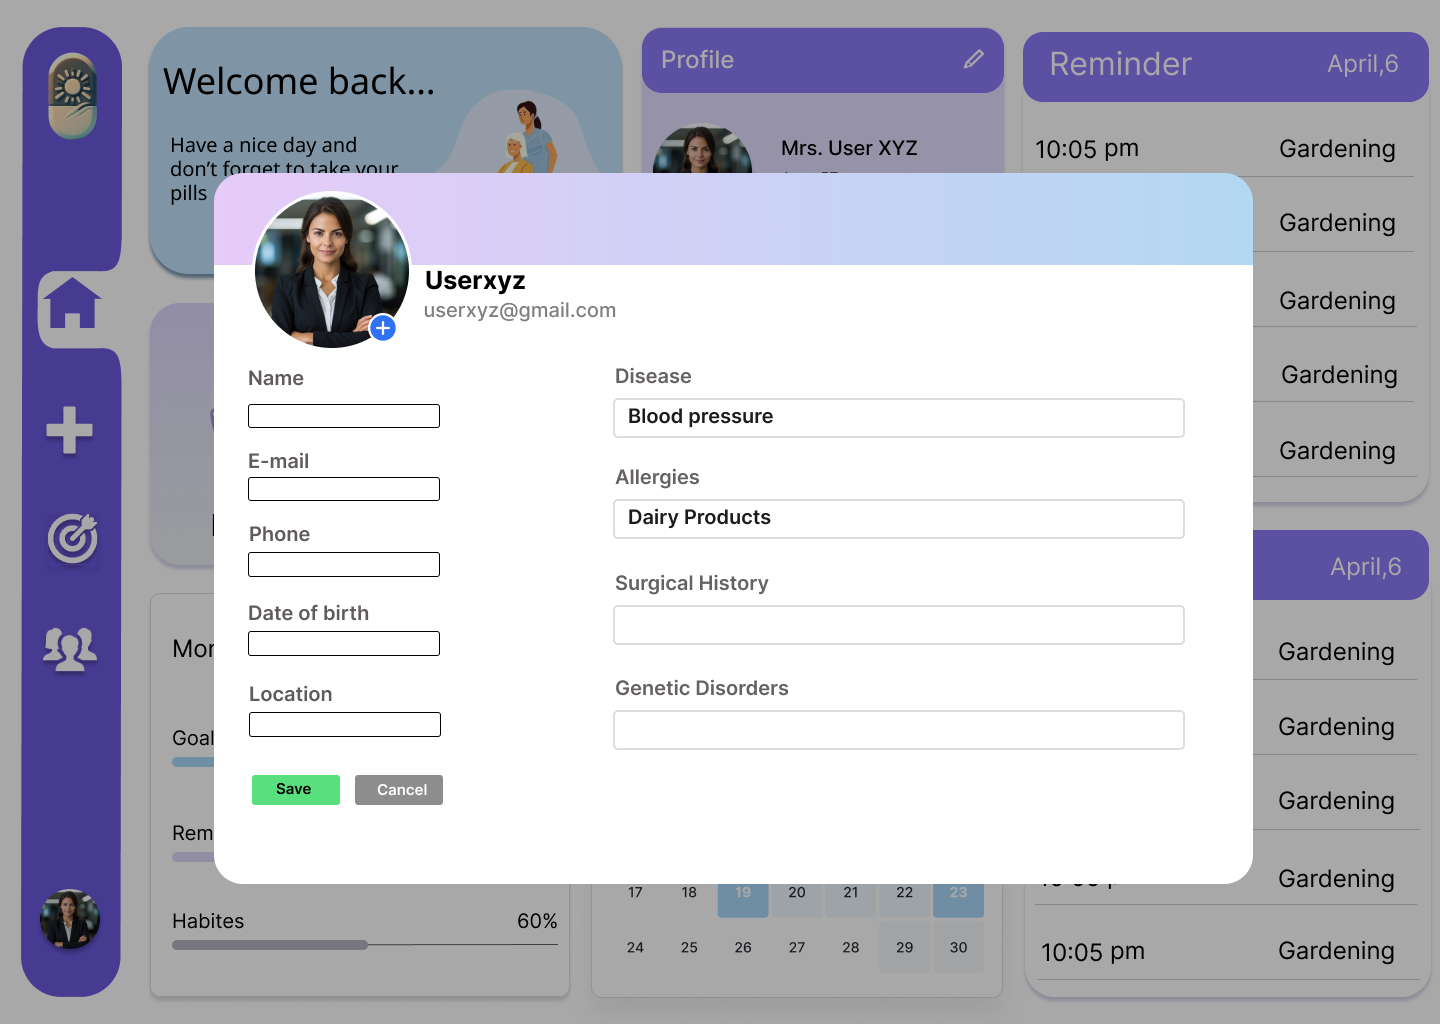 Welcome back...
Have a nice day and
don't forget to take your
pills
Profile
Mrs. User XYZ
Reminder
April,6
10:05 pm
Gardening
Gardening
Gardening
Gardening
Gardening
Userxyz
userxyz@gmail.com
Name
E-mail
Phone
Date of birth
Location
Save
Cancel
Disease
Blood pressure
Allergies
Dairy Products
Surgical History
Genetic Disorders
Mor
Goal
Rem
Habites
60%
17 18 19 20 21 22 23
24 25 26 27 28 29 30
April,6
Gardening
Gardening
Gardening
Gardening
10:05 pm
Gardening